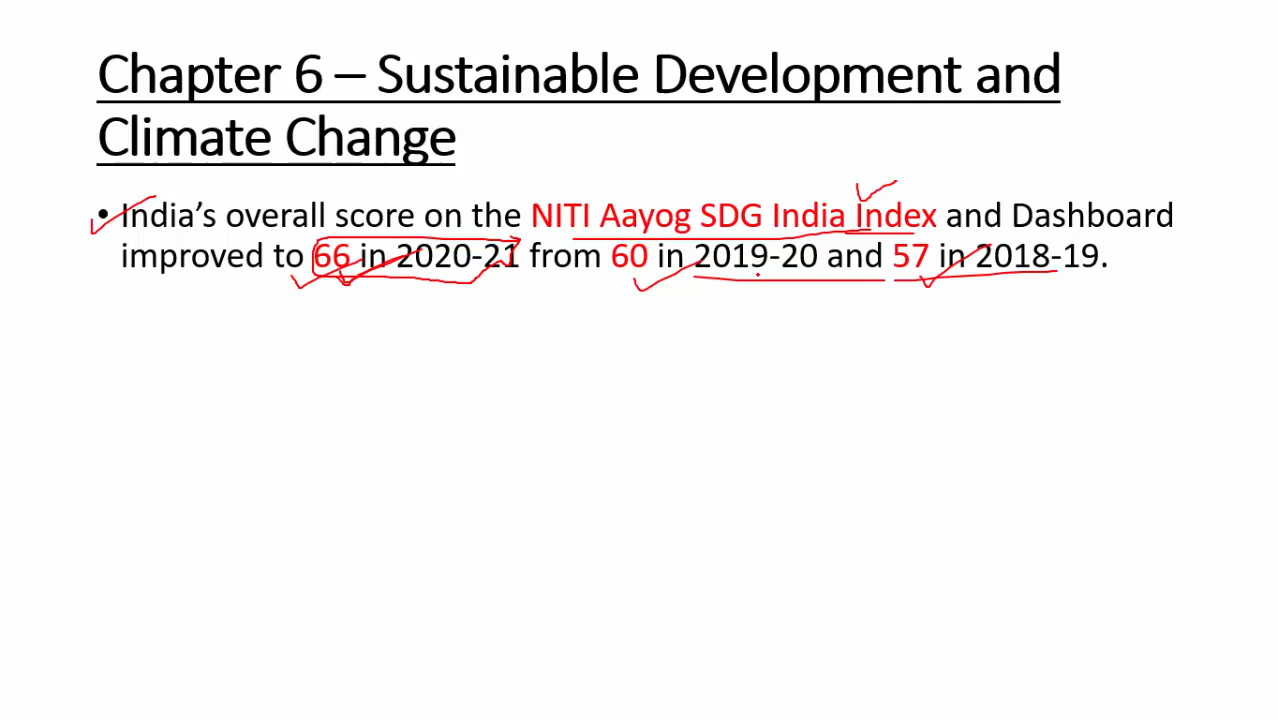 Chapter 6 – Sustainable Development and
Climate Change
• India’s overall score on the NITI Aayog SDG India Index and Dashboard
improved to 66 in 2020-21 from 60 in 2019-20 and 57 in 2018-19.